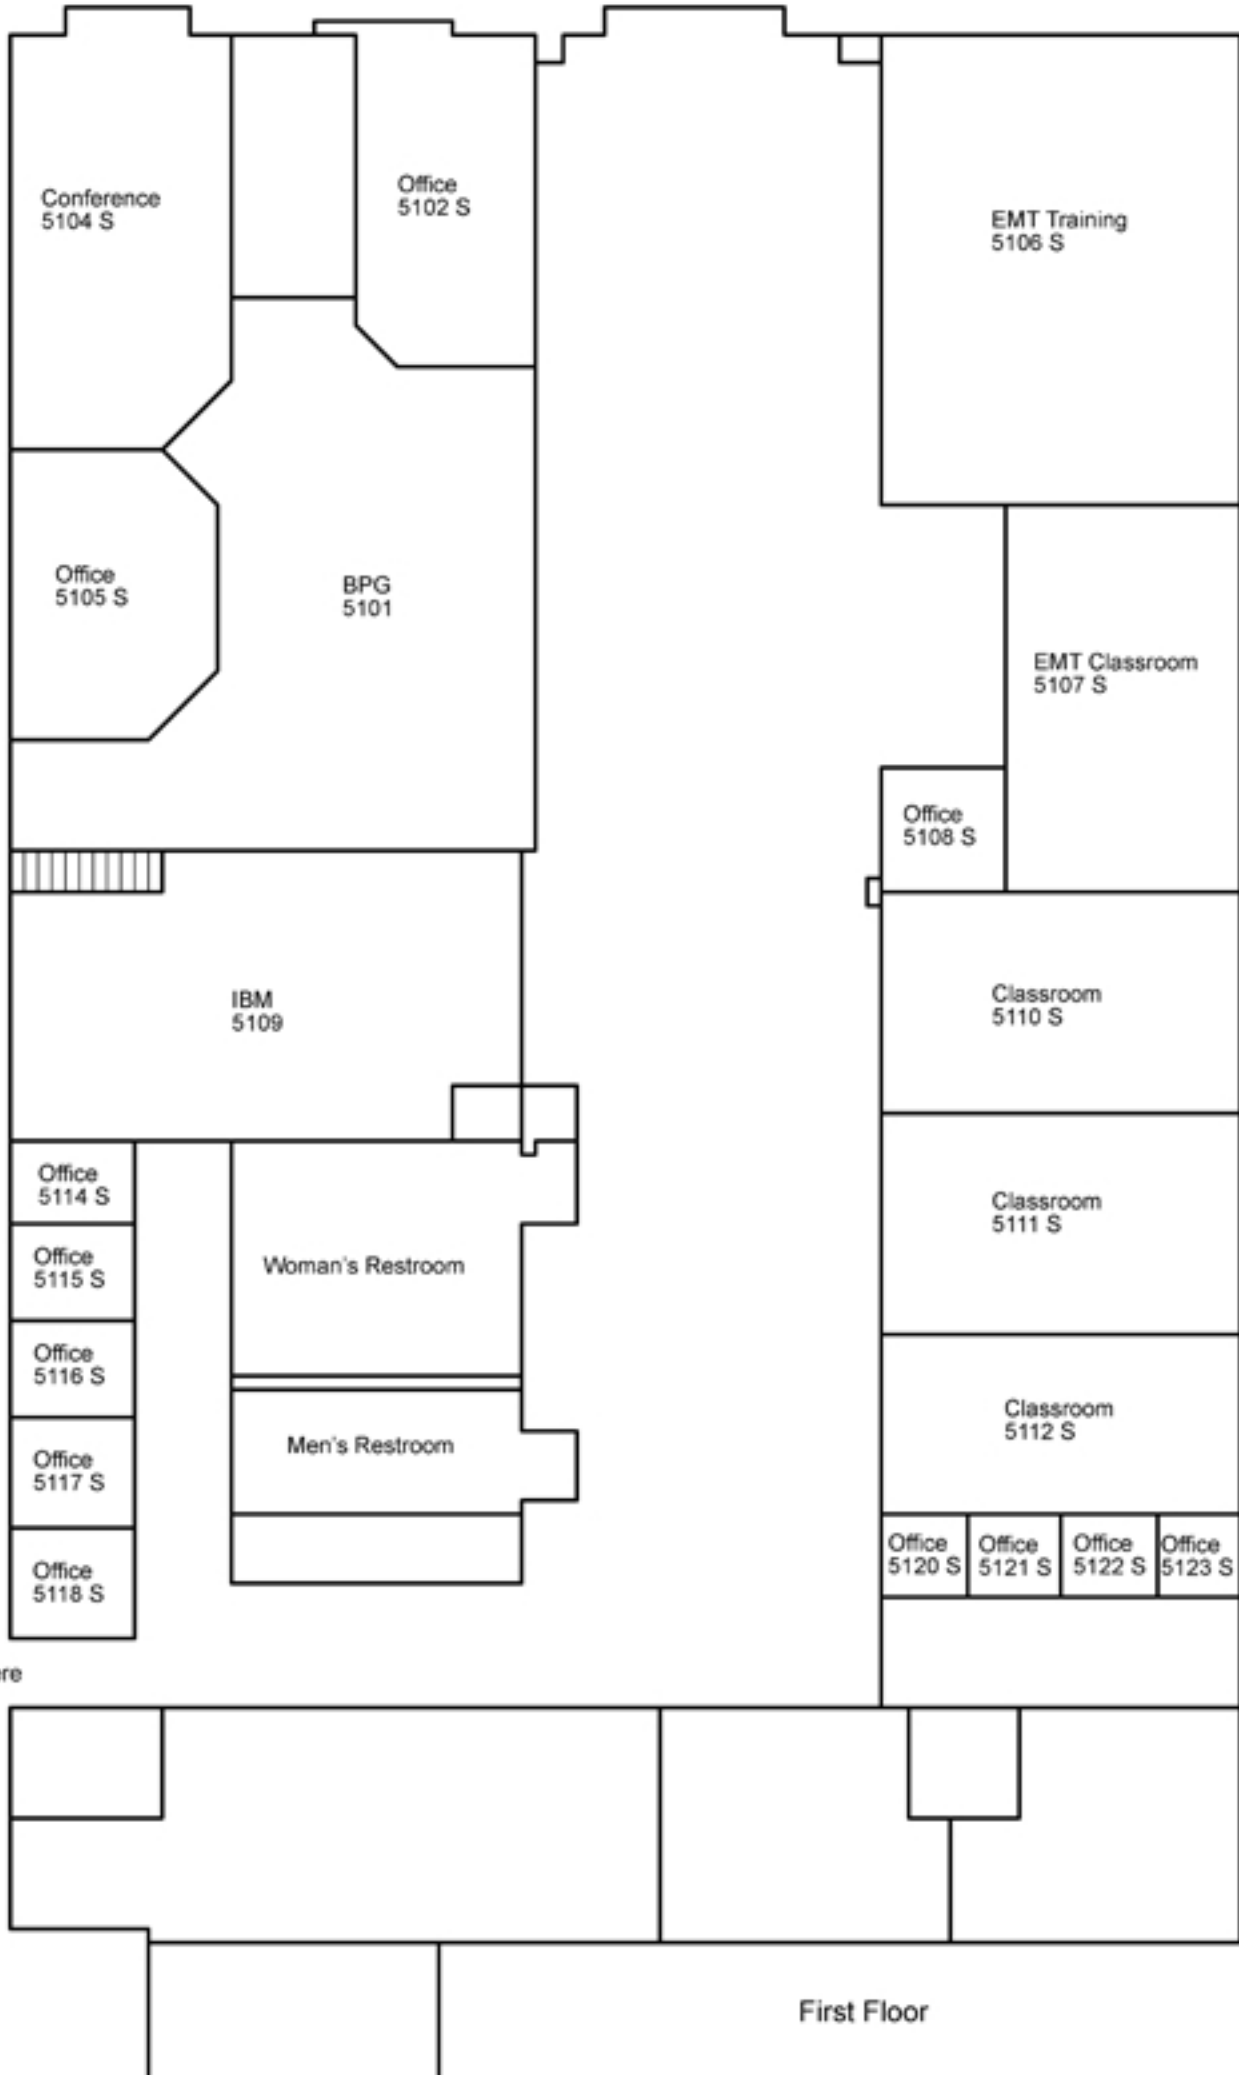 Conference
5104 S
Office
5102 S
EMT Training
5106 S
Office
5105 S
BPG
5101
EMT Classroom
5107 S
Office
5108 S
IBM
5109
Classroom
5110 S
Office
5114 S
Classroom
5111 S
Office
5115 S
Woman's Restroom
Office
5116 S
Classroom
5112 S
Men's Restroom
Office
5117 S
Office
5120 S
Office
5121 S
Office
5122 S
Office
5123 S
Office
5118 S
First Floor